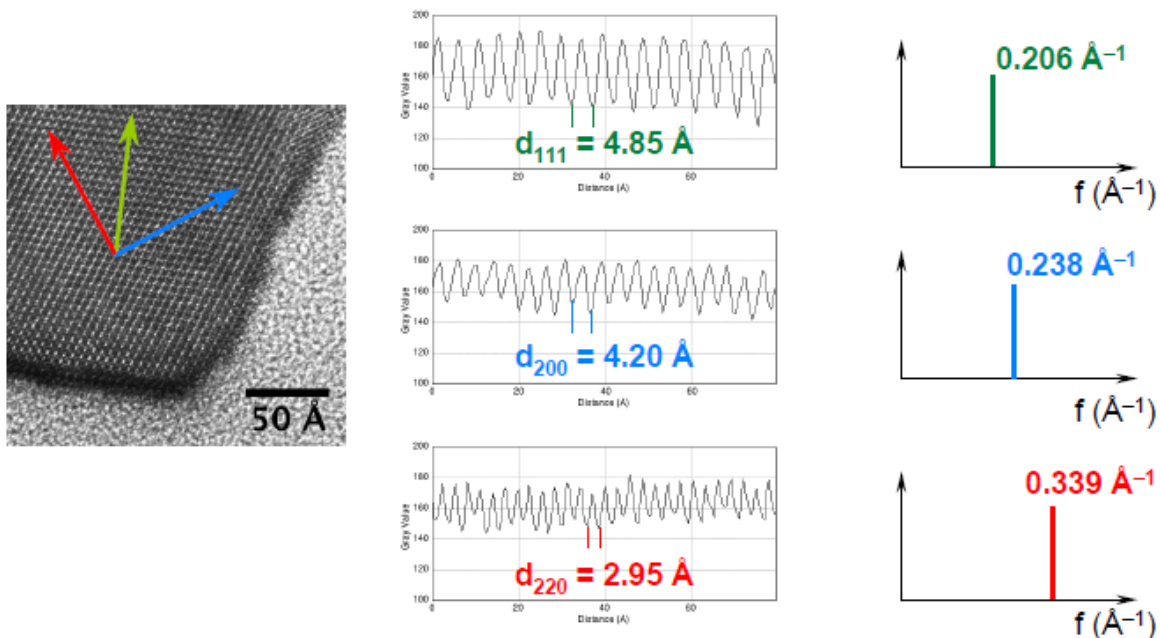 50 Å
200
180
160
140
120
100
Gray Value
0
20
40
60
Distance (Å)
d111 = 4.85 Å
0.206 Å–1
f (Å–1)
200
180
160
140
120
100
Gray Value
0
20
40
60
Distance (Å)
d200 = 4.20 Å
0.238 Å–1
f (Å–1)
200
180
160
140
120
100
Gray Value
0
20
40
60
Distance (Å)
d220 = 2.95 Å
0.339 Å–1
f (Å–1)